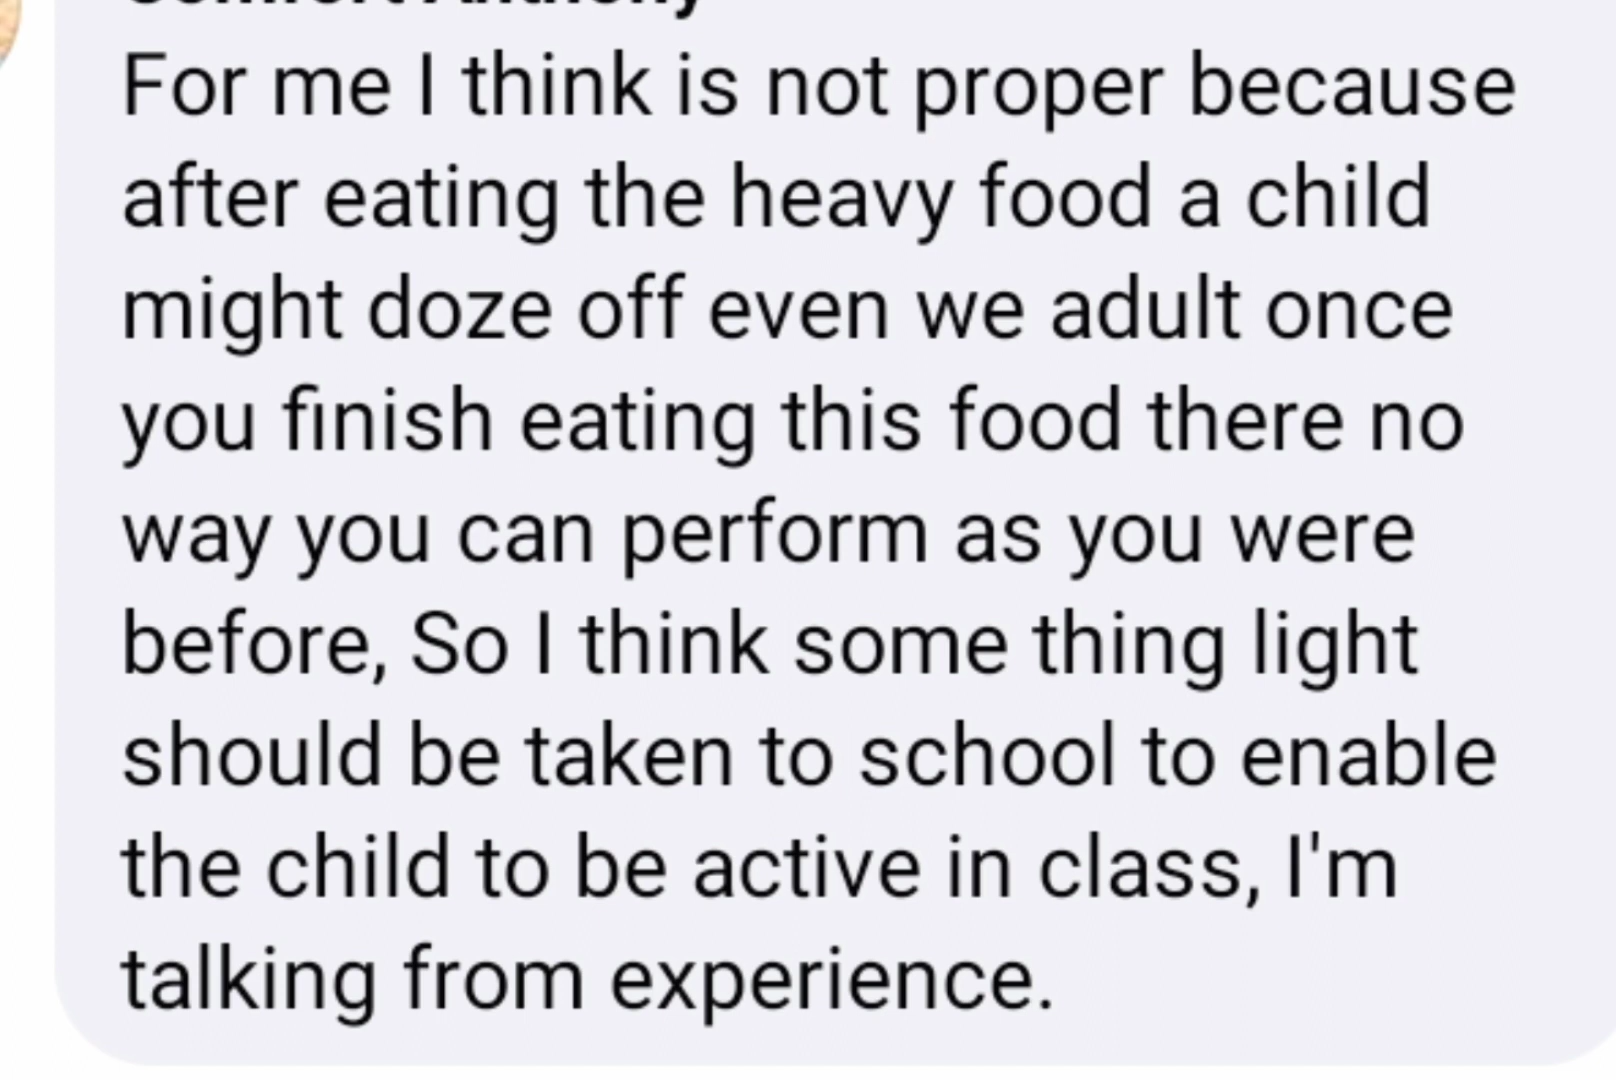 For me I think is not proper because
after eating the heavy food a child
might doze off even we adult once
you finish eating this food there no
way you can perform as you were
before, So I think some thing light
should be taken to school to enable
the child to be active in class, I'm
talking from experience.